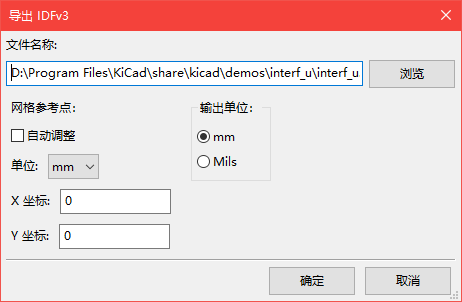 导出 IDFv3
文件名称:
D:\Program Files\KiCad\share\kicad\demos\interf_u\interf_u
浏览
网格参考点:
输出单位:
自动调整
mm
单位: mm
Mils
X 坐标: 0
Y 坐标: 0
确定
取消